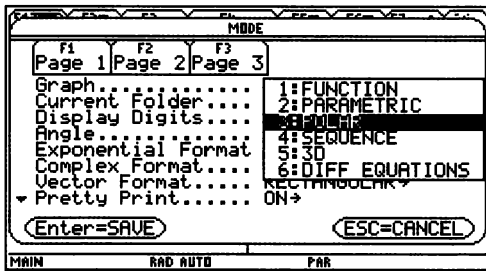 MODE
F1 F2 F3
Page 1 Page 2 Page 3
Graph..............
Current Folder....
Display Digits....
Angle..............
Exponential Format
Complex Format....
Vector Format..... RECTANGULAR→
Pretty Print...... ON→
1:FUNCTION
2:PARAMETRIC
3:POLAR
4:SEQUENCE
5:3D
6:DIFF EQUATIONS
Enter=SAVE ESC=CANCEL
MAIN RAD AUTO PAR